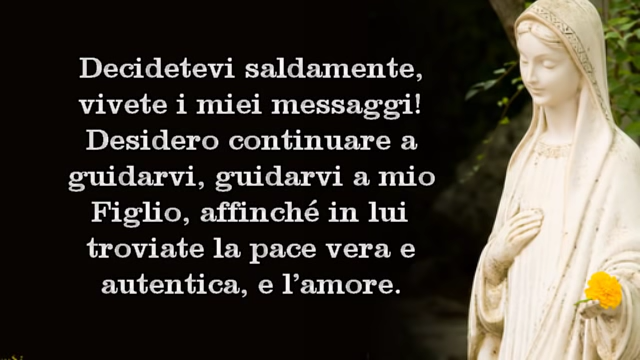 Decidetevi saldamente,
vivete i miei messaggi!
Desidero continuare a
guidarvi, guidarvi a mio
Figlio, affinché in lui
troviate la pace vera e
autentica, e l’amore.